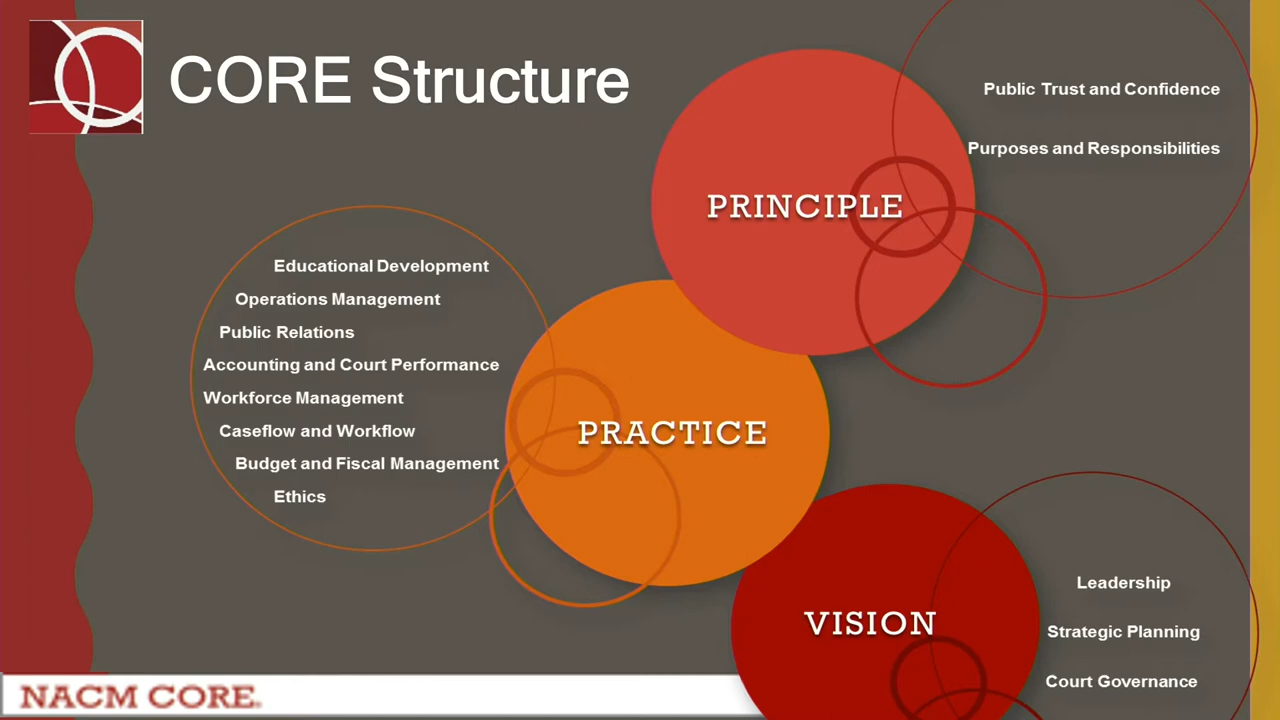 CORE Structure
Public Trust and Confidence
Purposes and Responsibilities
PRINCIPLE
Educational Development
Operations Management
Public Relations
Accounting and Court Performance
Workforce Management
Caseflow and Workflow
Budget and Fiscal Management
Ethics
PRACTICE
VISION
Leadership
Strategic Planning
Court Governance
NACM CORE®